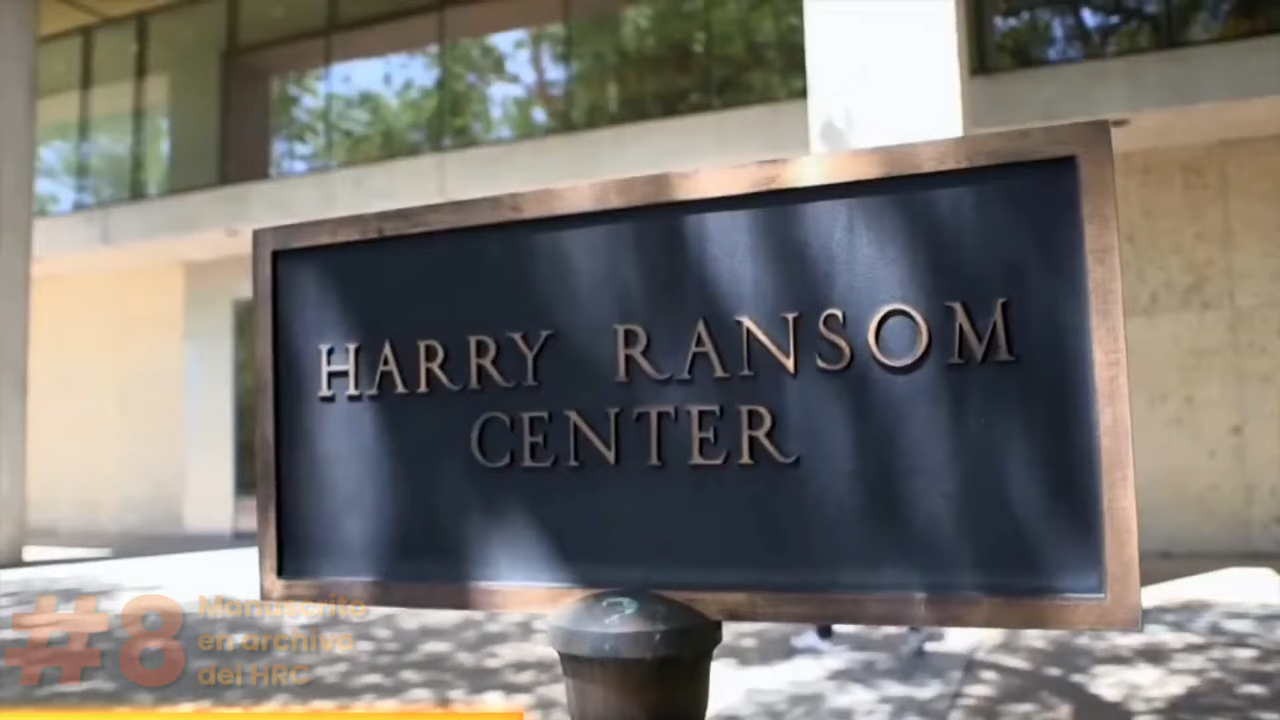 HARRY RANSOM
CENTER
#8
Manuscrito
en archivo
del HRC